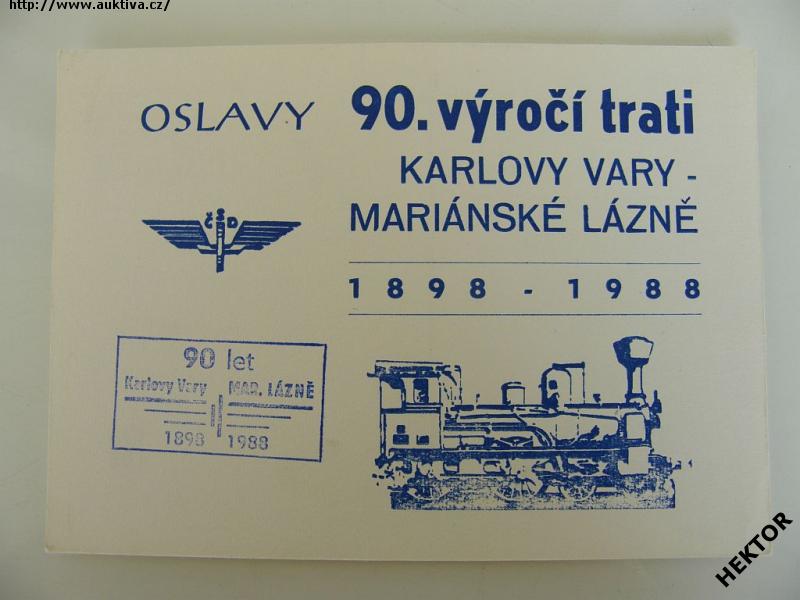 http://www.auktiva.cz/
OSLAVY 90. výročí trati
KARLOVY VARY -
MARIÁNSKÉ LÁZNĚ
ČSD
1898 - 1988
90 let
Karlovy Vary MAR. LÁZNĚ
1898 1988
HEKTOR